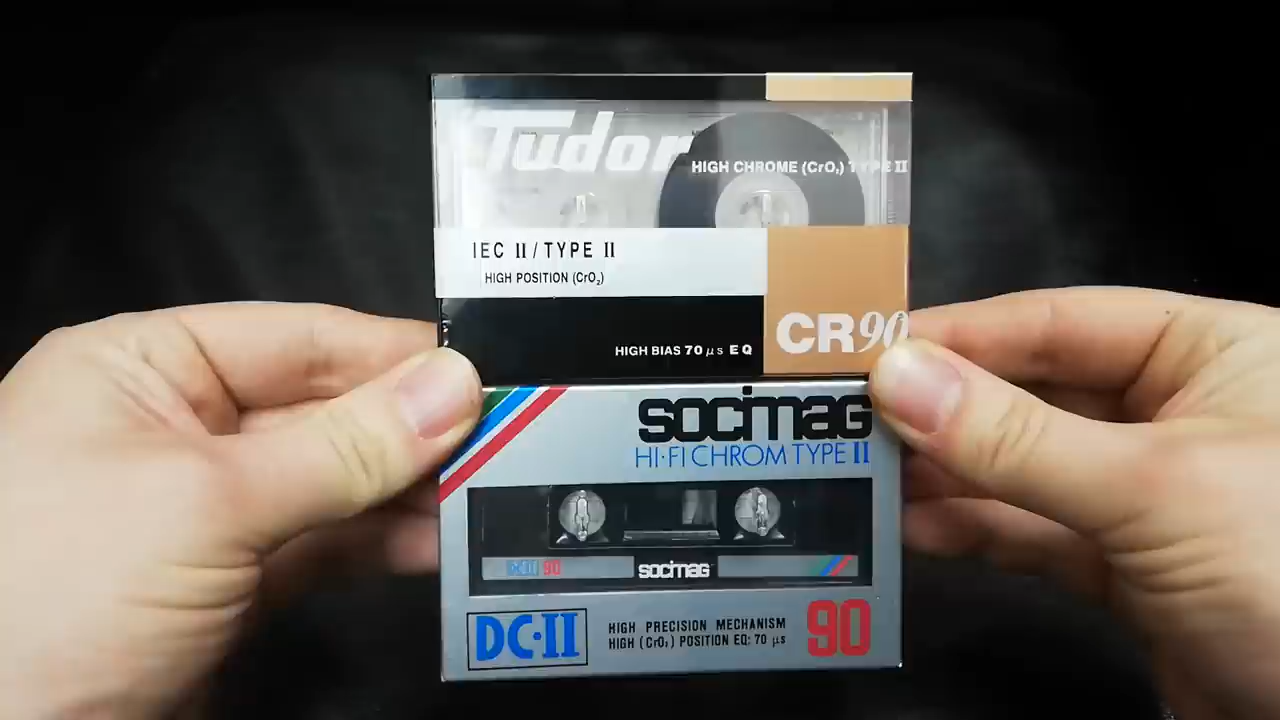 Tudor
HIGH CHROME (CrO₂) TYPE II
IEC II / TYPE II
HIGH POSITION (CrO₂)
HIGH BIAS 70 μs EQ
CR90
socimag
HI·FI CHROM TYPE II
DC·II 90
socimag
DC·II
HIGH PRECISION MECHANISM
HIGH (CrO₂) POSITION EQ: 70 μs
90